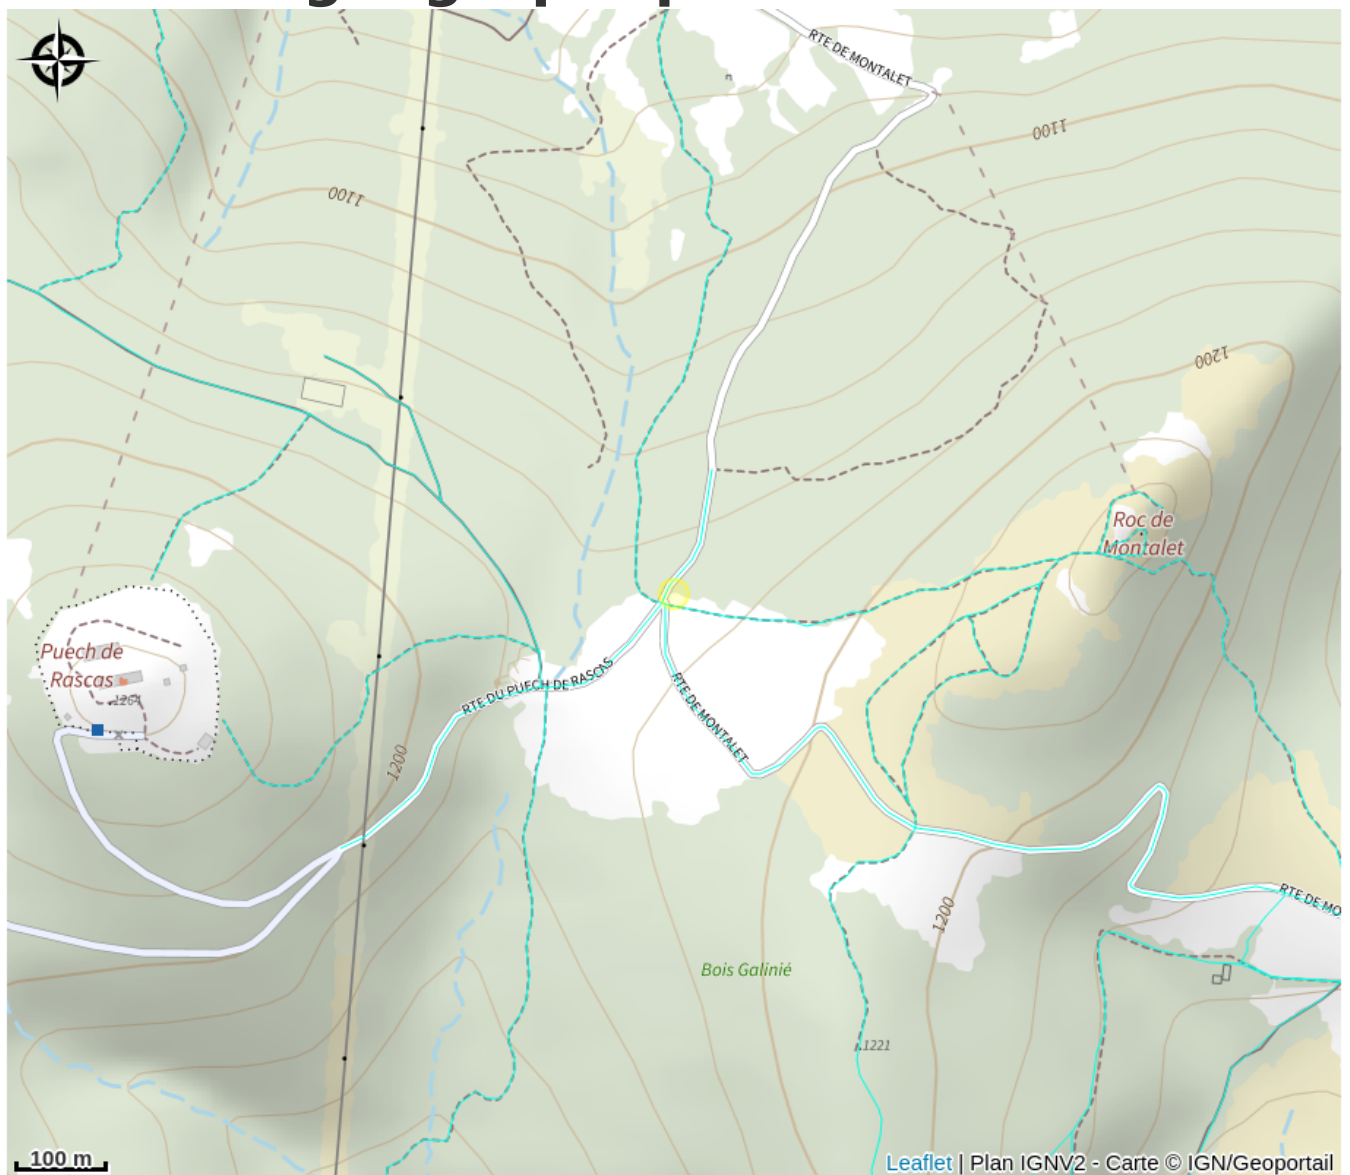 RTE DE MONTALET
1100
1100
1200
Roc de
Montalet
Puech de
Rascas
1264
RTE DU PUECH DE RASCAS
RTE DE MONTALET
1200
RTE DE MO
1200
Bois Galinié
1221
100 m
Leaflet | Plan IGNV2 - Carte © IGN/Geoportail